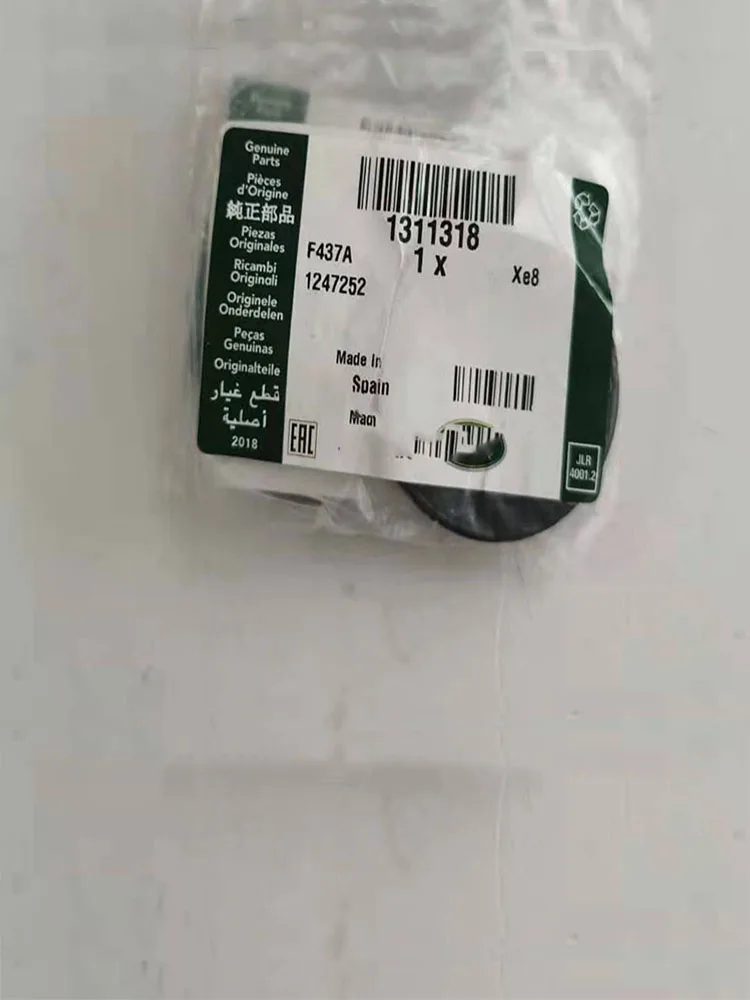 Genuine
Parts
Pièces
d'Origine
純正部品
Piezas
Originales
Ricambi
Originali
Originele
Onderdelen
Peças
Genuinas
Originalteile
قطع غيار
أصلية
2018
1311318
F437A
1 x
Xe8
1247252
Made in
Spain
EAC
JLR
4001.2